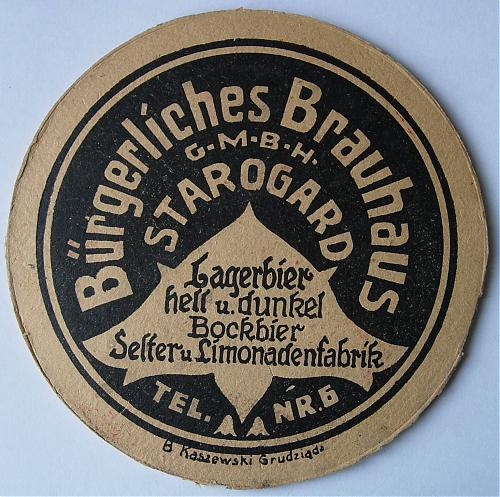 Bürgerliches Brauhaus
G·M·B·H·
STAROGARD
Lagerbier
hell u. dunkel
Bockbier
Selter u Limonadenfabrik
TEL. NR. 6
B Kaszewski Grudziądz